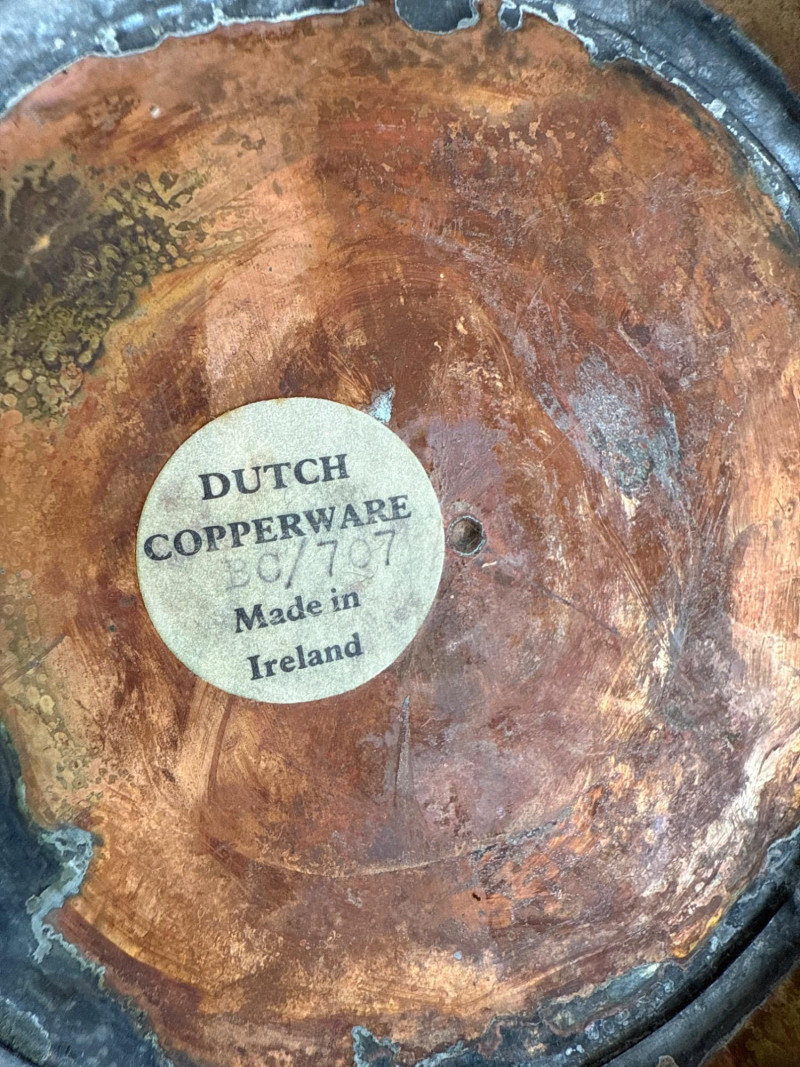 DUTCH
COPPERWARE
BC/707
Made in
Ireland